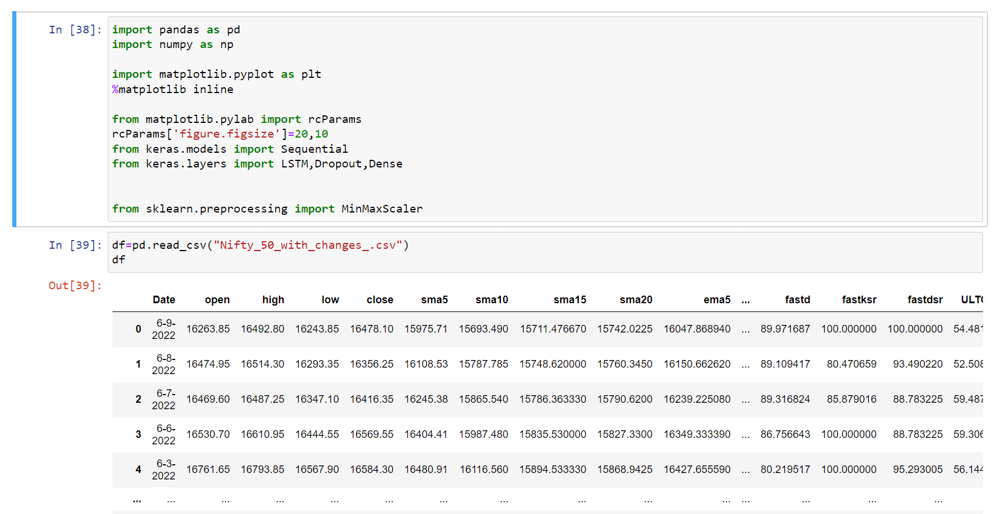 In [38]: import pandas as pd
import numpy as np
import matplotlib.pyplot as plt
%matplotlib inline
from matplotlib.pylab import rcParams
rcParams['figure.figsize']=20,10
from keras.models import Sequential
from keras.layers import LSTM,Dropout,Dense
from sklearn.preprocessing import MinMaxScaler
In [39]: df=pd.read_csv("Nifty_50_with_changes_.csv")
df
Out[39]:
Date open high low close sma5 sma10 sma15 sma20 ema5 ... fastd fastksr fastdsr
0 6-9-2022 16263.85 16492.80 16243.85 16478.10 15975.71 15693.490 15711.476670 15742.0225 16047.868940 ... 89.971687 100.000000 100.000000 54.481
1 6-8-2022 16474.95 16514.30 16293.35 16356.25 16108.53 15787.785 15748.620000 15760.3450 16150.662620 ... 89.109417 80.470659 93.490220 52.508
2 6-7-2022 16469.60 16487.25 16347.10 16416.35 16245.38 15865.540 15786.363330 15790.6200 16239.225080 ... 89.316824 85.879016 88.783225 59.487
3 6-6-2022 16530.70 16610.95 16444.55 16569.55 16404.41 15987.480 15835.530000 15827.3300 16349.333390 ... 86.756643 100.000000 88.783225 59.306
4 6-3-2022 16761.65 16793.85 16567.90 16584.30 16480.91 16116.560 15894.533330 15868.9425 16427.655590 ... 80.219517 100.000000 95.293005 56.144
... ... ... ... ... ... ... ... ... ... ... ... ... ... ...